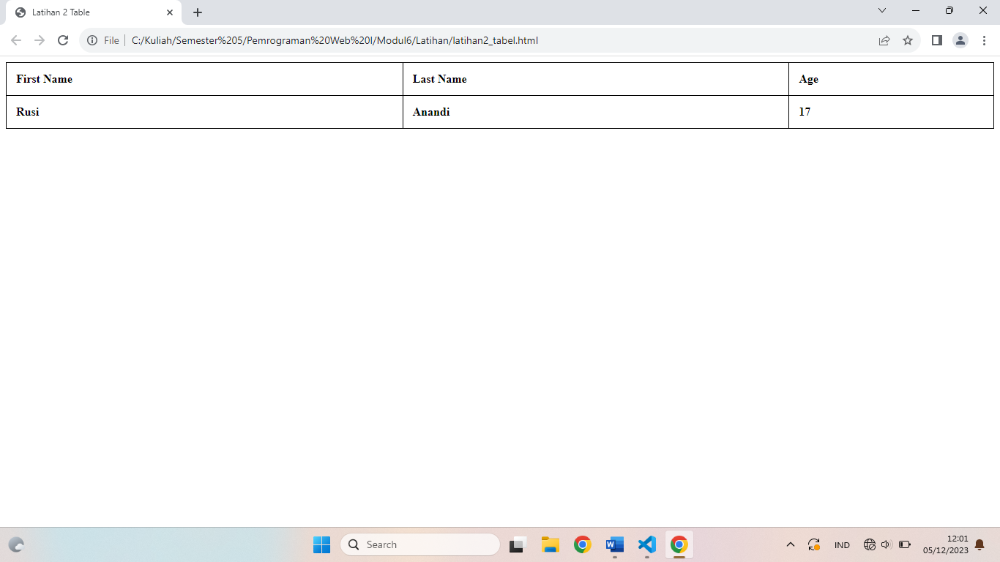 Latihan 2 Table
File
C:/Kuliah/Semester%205/Pemrograman%20Web%20I/Modul6/Latihan/latihan2_tabel.html
First Name Last Name Age
Rusi Anandi 17
Search
IND
12:01
05/12/2023